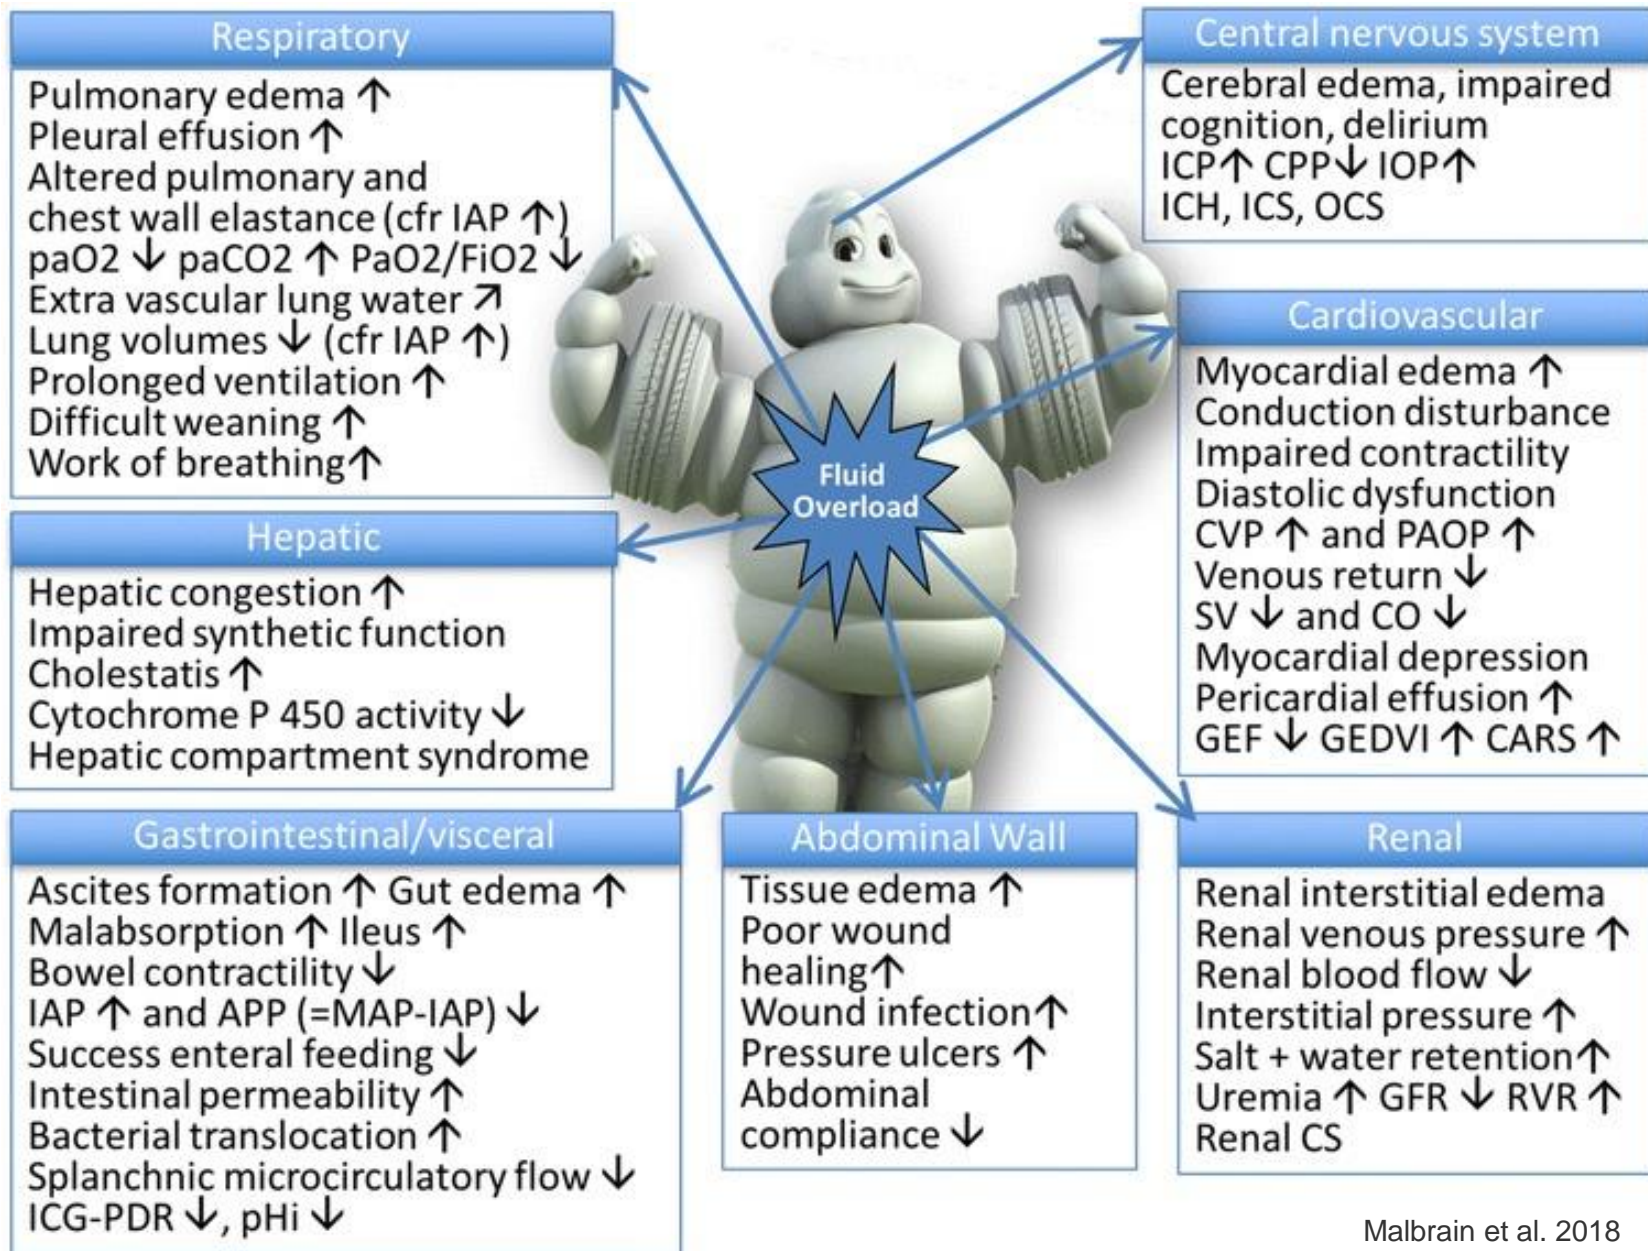 Respiratory
Pulmonary edema ↑
Pleural effusion ↑
Altered pulmonary and
chest wall elastance (cfr IAP ↑)
paO2 ↓ paCO2 ↑ PaO2/FiO2 ↓
Extra vascular lung water ↗
Lung volumes ↓ (cfr IAP ↑)
Prolonged ventilation ↑
Difficult weaning ↑
Work of breathing↑
Central nervous system
Cerebral edema, impaired
cognition, delirium
ICP↑ CPP↓ IOP↑
ICH, ICS, OCS
Cardiovascular
Myocardial edema ↑
Conduction disturbance
Impaired contractility
Diastolic dysfunction
CVP ↑ and PAOP ↑
Venous return ↓
SV ↓ and CO ↓
Myocardial depression
Pericardial effusion ↑
GEF ↓ GEDVI ↑ CARS ↑
Fluid
Overload
Hepatic
Hepatic congestion ↑
Impaired synthetic function
Cholestatis ↑
Cytochrome P 450 activity ↓
Hepatic compartment syndrome
Gastrointestinal/visceral
Ascites formation ↑ Gut edema ↑
Malabsorption ↑ Ileus ↑
Bowel contractility ↓
IAP ↑ and APP (=MAP-IAP) ↓
Success enteral feeding ↓
Intestinal permeability ↑
Bacterial translocation ↑
Splanchnic microcirculatory flow ↓
ICG-PDR ↓, pHi ↓
Abdominal Wall
Tissue edema ↑
Poor wound
healing↑
Wound infection↑
Pressure ulcers ↑
Abdominal
compliance ↓
Renal
Renal interstitial edema
Renal venous pressure ↑
Renal blood flow ↓
Interstitial pressure ↑
Salt + water retention↑
Uremia ↑ GFR ↓ RVR ↑
Renal CS
Malbrain et al. 2018